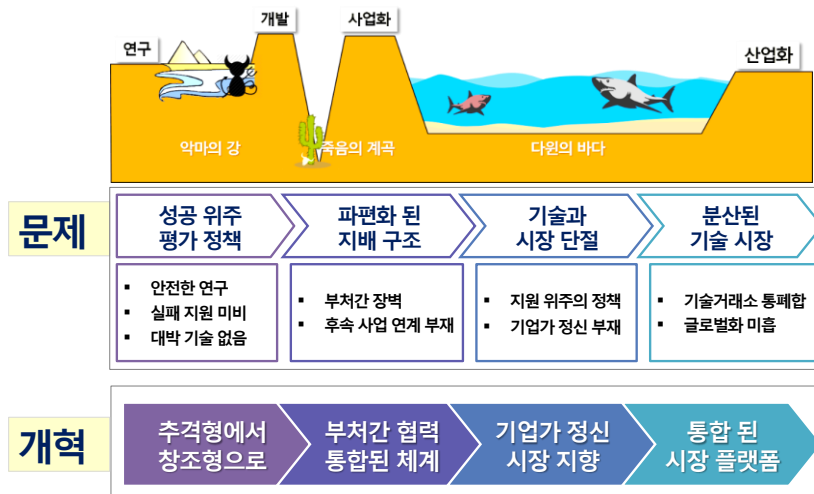 연구
개발
사업화
산업화
악마의 강
죽음의 계곡
다윈의 바다
문제
성공 위주
평가 정책
파편화 된
지배 구조
기술과
시장 단절
분산된
기술 시장
▪ 안전한 연구
▪ 실패 지원 미비
▪ 대박 기술 없음
▪ 부처간 장벽
▪ 후속 사업 연계 부재
▪ 지원 위주의 정책
▪ 기업가 정신 부재
▪ 기술거래소 통폐합
▪ 글로벌화 미흡
개혁
추격형에서
창조형으로
부처간 협력
통합된 체계
기업가 정신
시장 지향
통합 된
시장 플랫폼